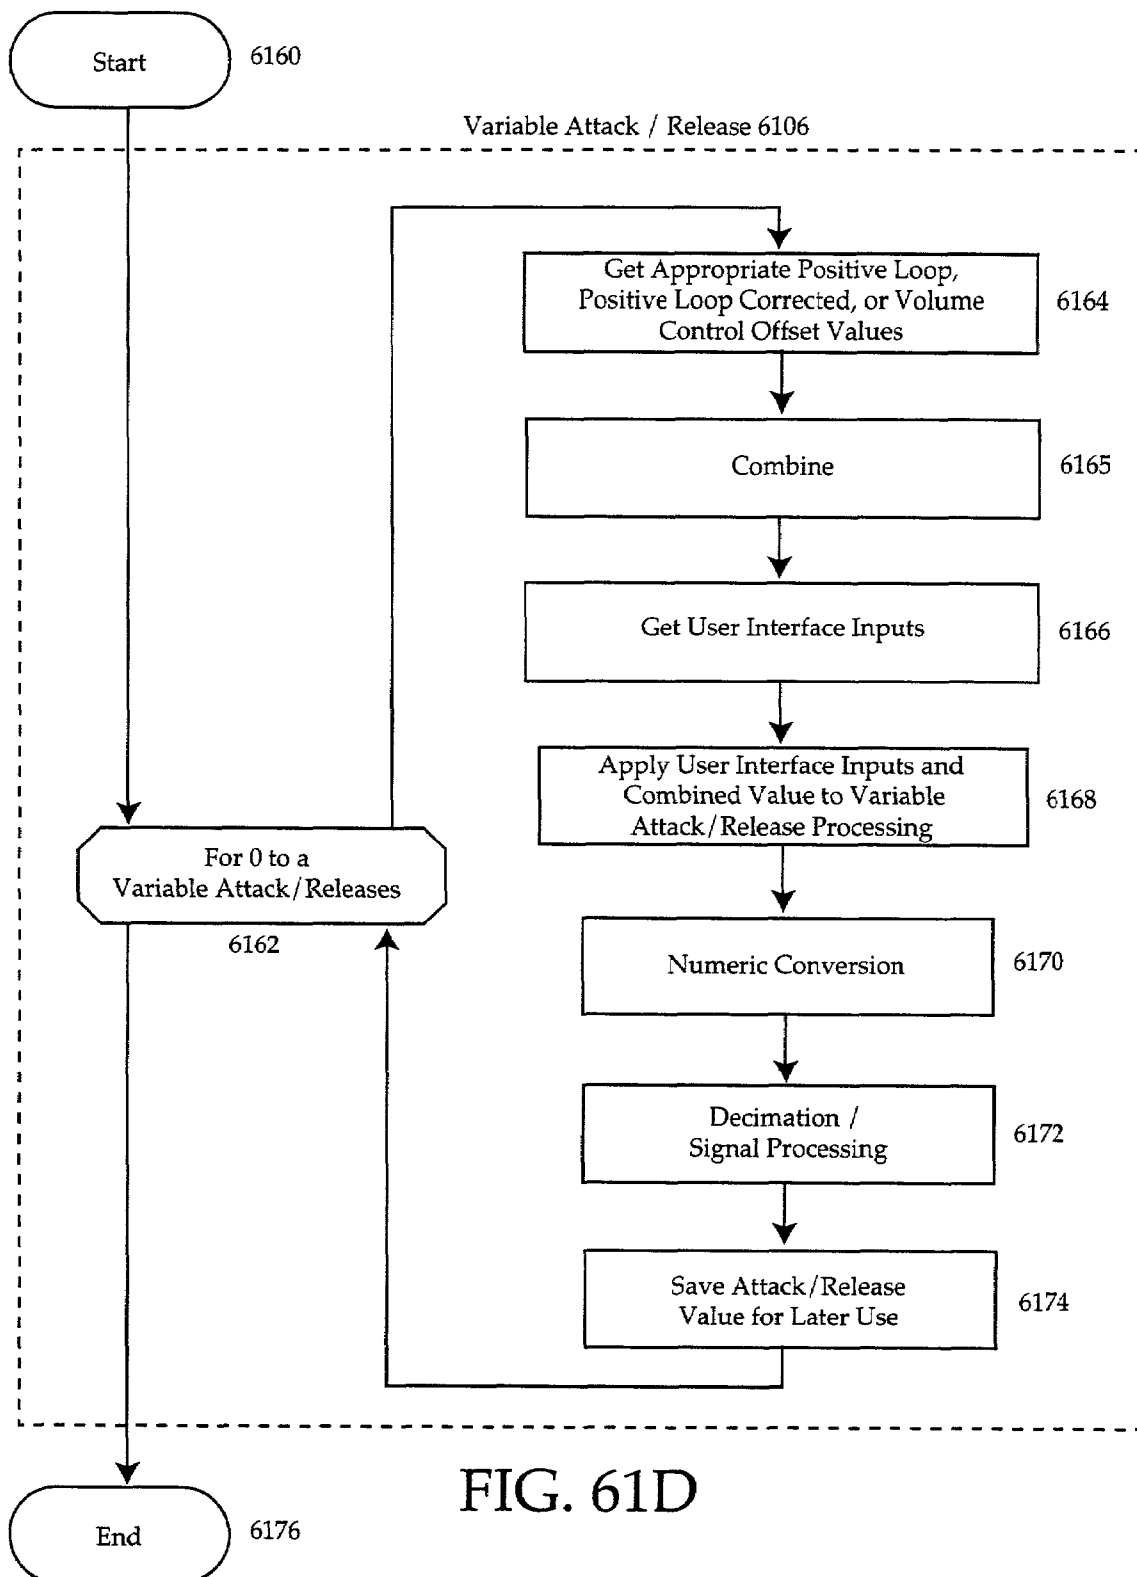 Start
6160
Variable Attack / Release 6106
Get Appropriate Positive Loop,
Positive Loop Corrected, or Volume
Control Offset Values
6164
Combine
6165
Get User Interface Inputs
6166
Apply User Interface Inputs and
Combined Value to Variable
Attack/Release Processing
6168
For 0 to a
Variable Attack/Releases
6162
Numeric Conversion
6170
Decimation /
Signal Processing
6172
Save Attack/Release
Value for Later Use
6174
FIG. 61D
End
6176